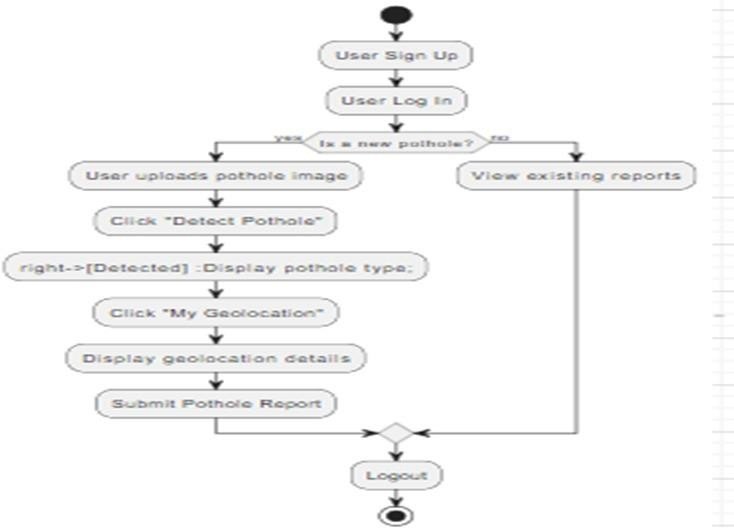 User Sign Up
User Log In
yes
Is a new pothole?
no
User uploads pothole image
View existing reports
Click "Detect Pothole"
right->[Detected] :Display pothole type;
Click "My Geolocation"
Display geolocation details
Submit Pothole Report
Logout